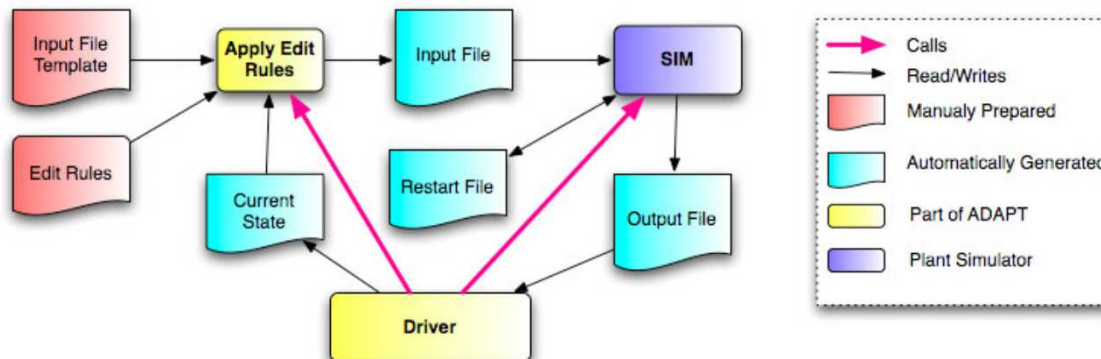 Input File
Template
Apply Edit
Rules
Input File
SIM
Edit Rules
Current
State
Restart File
Output File
Driver
Calls
Read/Writes
Manualy Prepared
Automatically Generated
Part of ADAPT
Plant Simulator